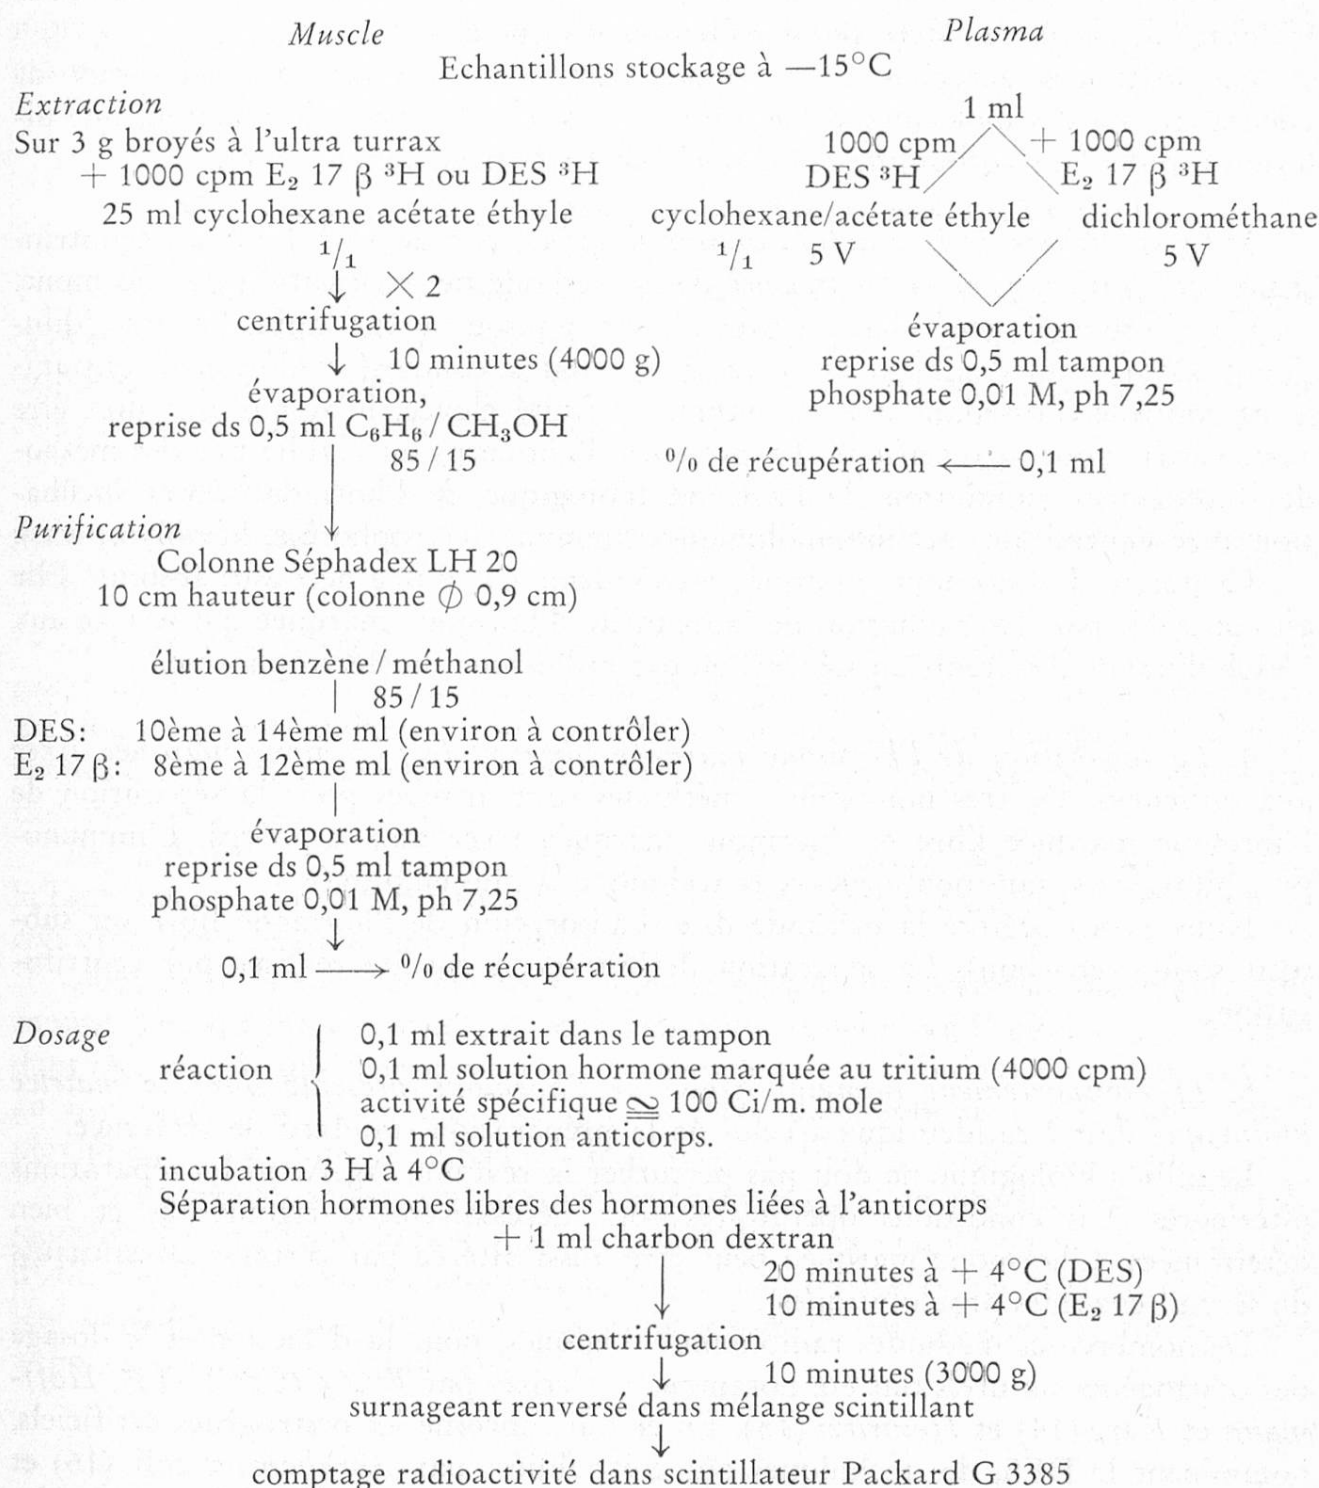 Muscle
Plasma
Echantillons stockage à —15°C
Extraction
Sur 3 g broyés à l'ultra turrax
+ 1000 cpm E₂ 17 β ³H ou DES ³H
25 ml cyclohexane acétate éthyle
1/1
↓ × 2
centrifugation
↓ 10 minutes (4000 g)
évaporation,
reprise ds 0,5 ml C₆H₆ / CH₃OH
85 / 15
1 ml
1000 cpm + 1000 cpm
DES ³H E₂ 17 β ³H
cyclohexane/acétate éthyle dichlorométhane
1/1 5 V 5 V
évaporation
reprise ds 0,5 ml tampon
phosphate 0,01 M, ph 7,25
% de récupération ← 0,1 ml
Purification
Colonne Séphadex LH 20
10 cm hauteur (colonne ∅ 0,9 cm)
élution benzène / méthanol
85 / 15
DES: 10ème à 14ème ml (environ à contrôler)
E₂ 17 β: 8ème à 12ème ml (environ à contrôler)
évaporation
reprise ds 0,5 ml tampon
phosphate 0,01 M, ph 7,25
↓
0,1 ml → % de récupération
Dosage
réaction
0,1 ml extrait dans le tampon
0,1 ml solution hormone marquée au tritium (4000 cpm)
activité spécifique ≅ 100 Ci/m. mole
0,1 ml solution anticorps.
incubation 3 H à 4°C
Séparation hormones libres des hormones liées à l'anticorps
+ 1 ml charbon dextran
20 minutes à + 4°C (DES)
10 minutes à + 4°C (E₂ 17 β)
centrifugation
↓ 10 minutes (3000 g)
surnageant renversé dans mélange scintillant
↓
comptage radioactivité dans scintillateur Packard G 3385